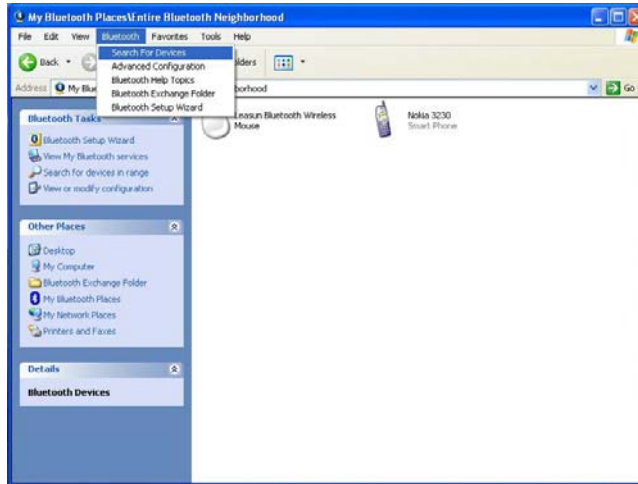 My Bluetooth Places\Entire Bluetooth Neighborhood
File Edit View Bluetooth Favorites Tools Help
Search For Devices
Advanced Configuration
Bluetooth Help Topics
Bluetooth Exchange Folder
Bluetooth Setup Wizard
Back lders
Address My Blue borhood Go
Bluetooth Tasks
Bluetooth Setup Wizard
View My Bluetooth services
Search for devices in range
View or modify configuration
Leasun Bluetooth Wireless
Mouse
Nokia 3230
Smart Phone
Other Places
Desktop
My Computer
Bluetooth Exchange Folder
My Bluetooth Places
My Network Places
Printers and Faxes
Details
Bluetooth Devices